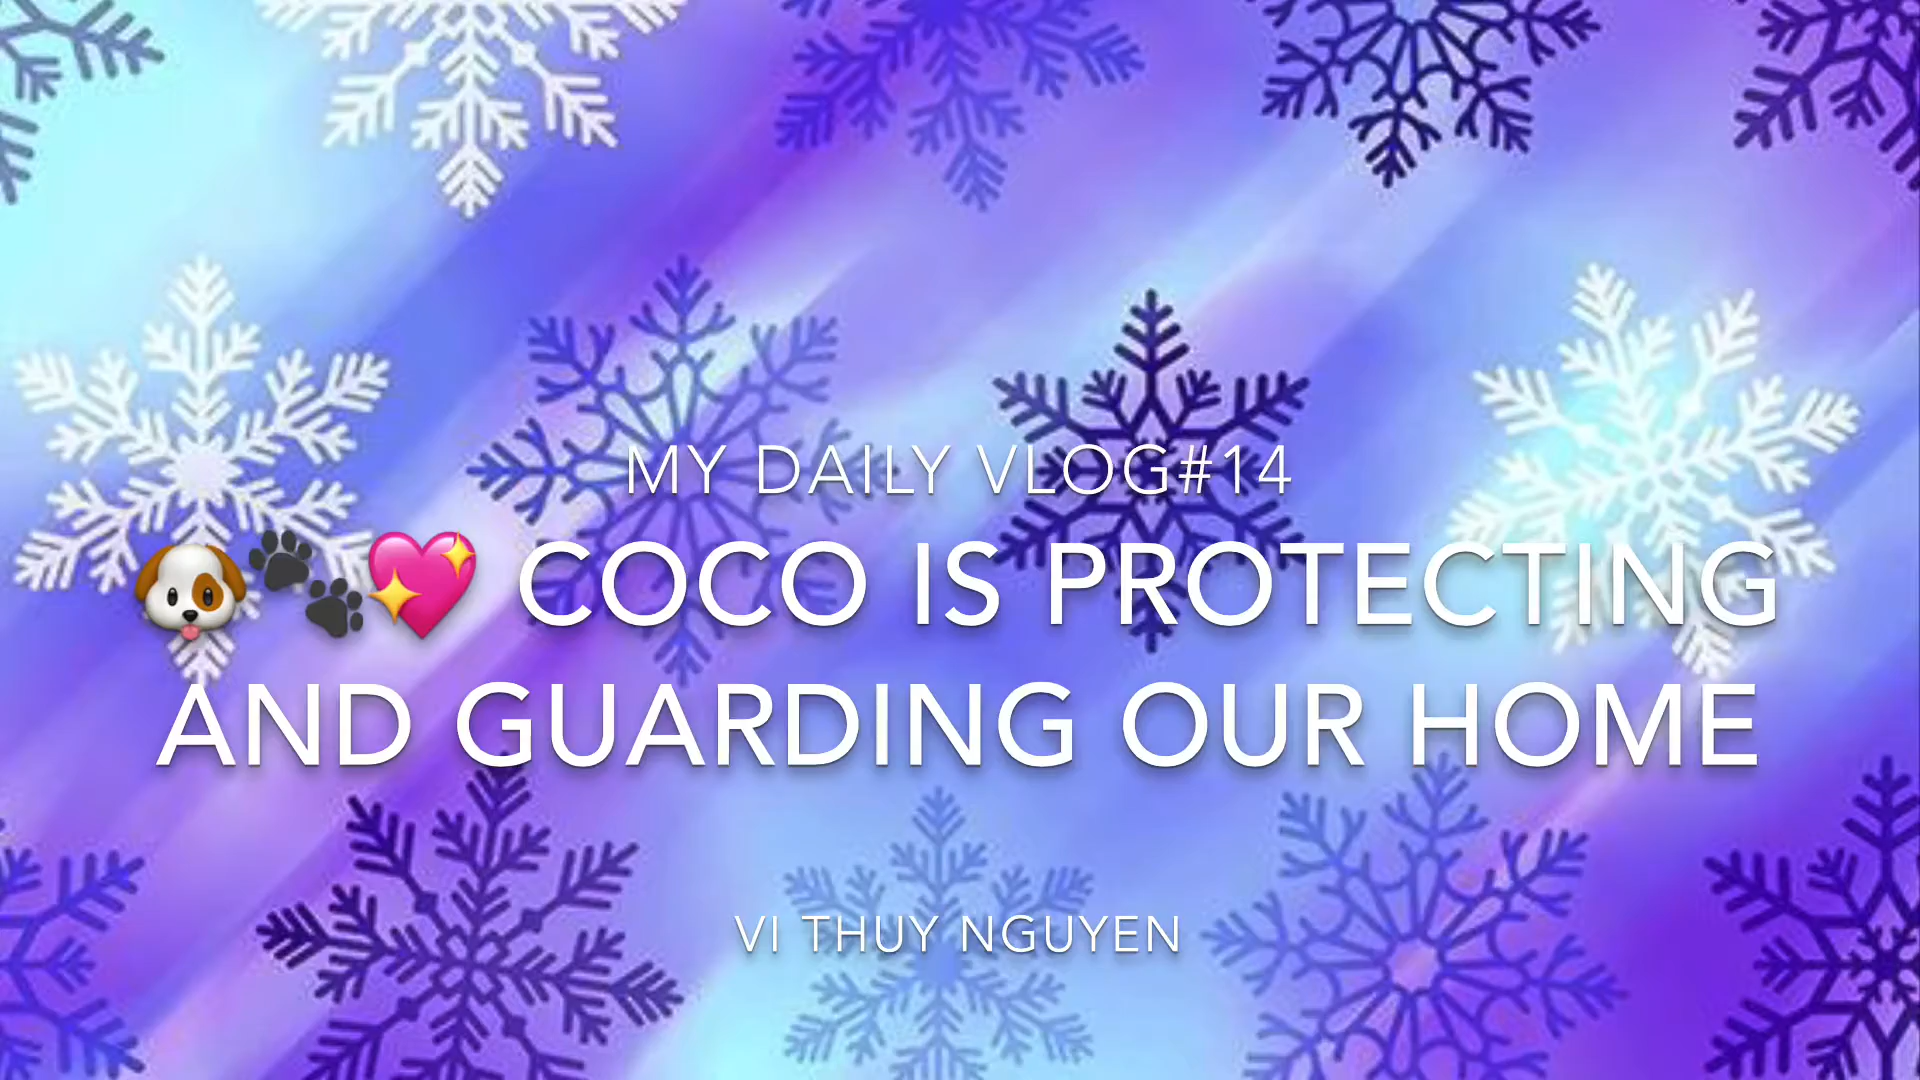 MY DAILY VLOG#14
🐶🐾💖 COCO IS PROTECTING
AND GUARDING OUR HOME
VI THUY NGUYEN